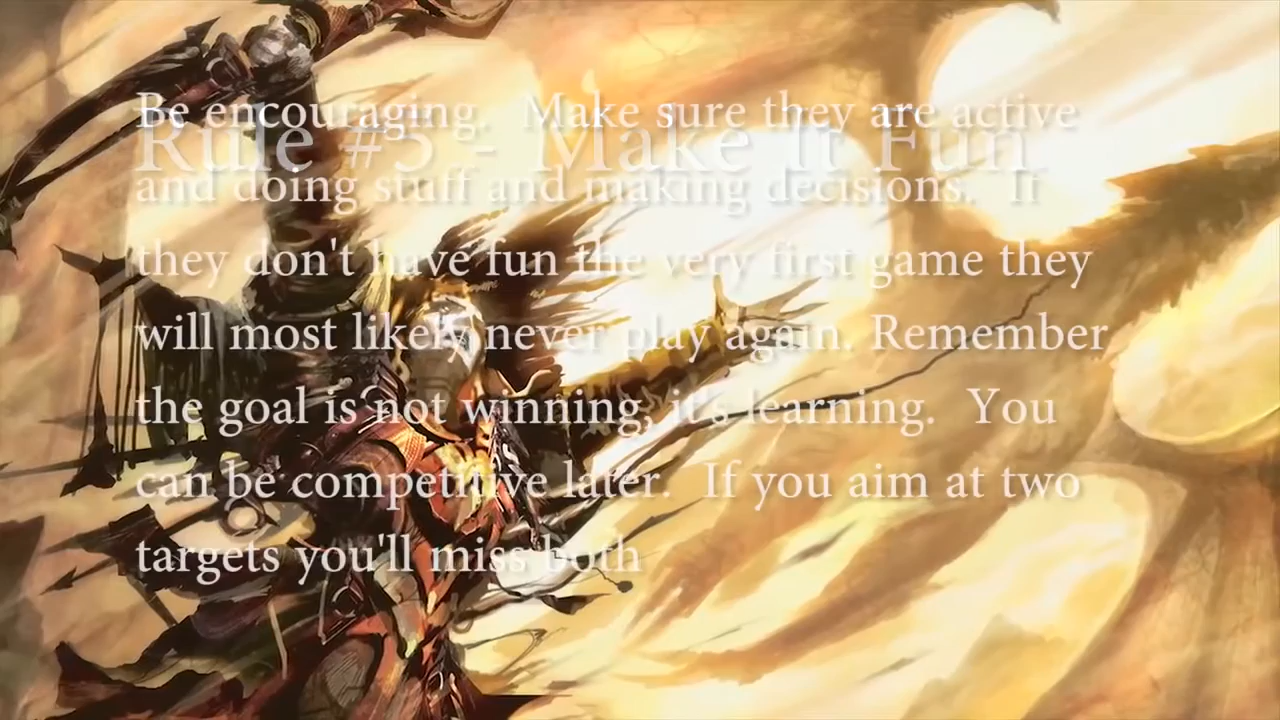 Be encouraging. Make sure they are active
Rule #5 - Make It Fun
and doing stuff and making decisions. If
they don't have fun the very first game they
will most likely never play again. Remember
the goal is not winning, it's learning. You
can be competitive later. If you aim at two
targets you'll miss both